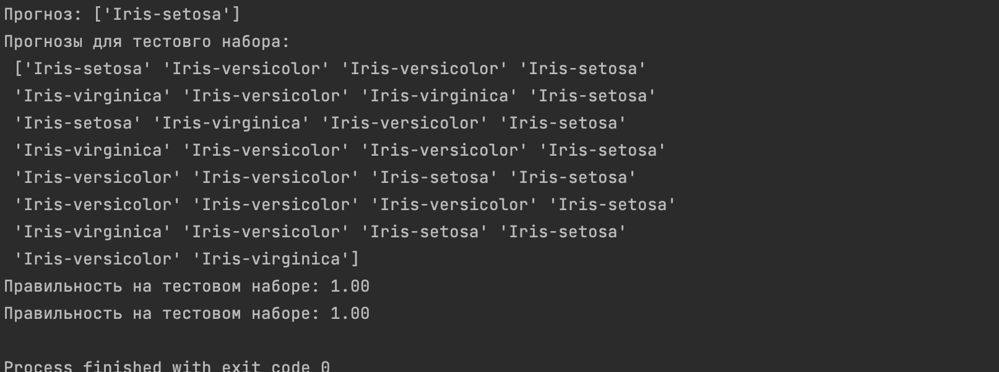 Прогноз: ['Iris-setosa']
Прогнозы для тестовго набора:
['Iris-setosa' 'Iris-versicolor' 'Iris-versicolor' 'Iris-setosa'
'Iris-virginica' 'Iris-versicolor' 'Iris-virginica' 'Iris-setosa'
'Iris-setosa' 'Iris-virginica' 'Iris-versicolor' 'Iris-setosa'
'Iris-virginica' 'Iris-versicolor' 'Iris-versicolor' 'Iris-setosa'
'Iris-versicolor' 'Iris-versicolor' 'Iris-setosa' 'Iris-setosa'
'Iris-versicolor' 'Iris-versicolor' 'Iris-versicolor' 'Iris-setosa'
'Iris-virginica' 'Iris-versicolor' 'Iris-setosa' 'Iris-setosa'
'Iris-versicolor' 'Iris-virginica']
Правильность на тестовом наборе: 1.00
Правильность на тестовом наборе: 1.00
Process finished with exit code 0